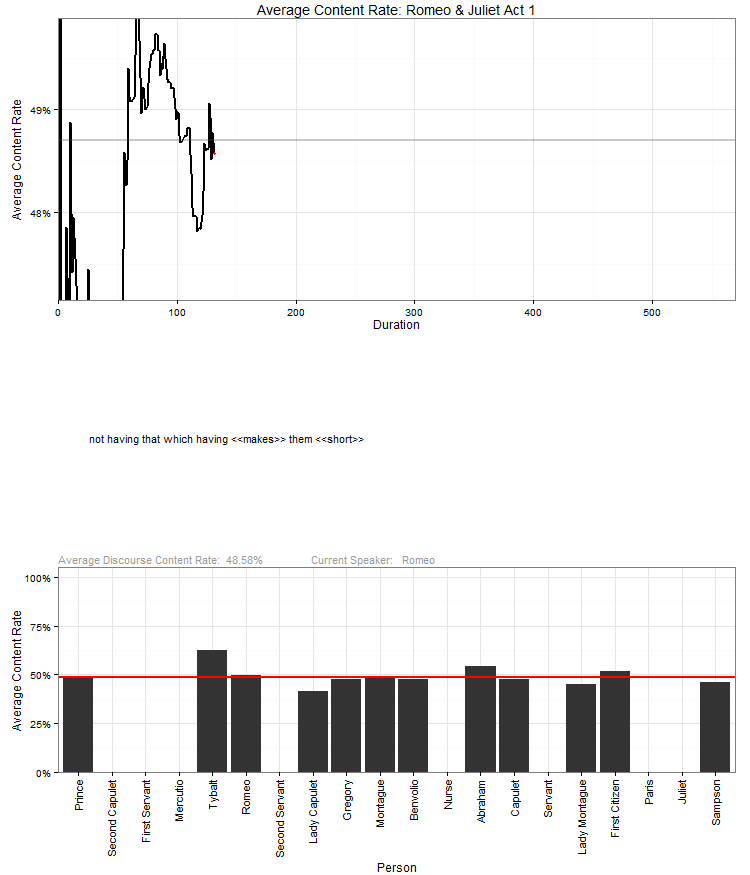 Average Content Rate: Romeo & Juliet Act 1
Average Content Rate
49%
48%
0 100 200 300 400 500
Duration
not having that which having <<makes>> them <<short>>
Average Discourse Content Rate: 48.58% Current Speaker: Romeo
Average Content Rate
100%
75%
50%
25%
0%
Prince
Second Capulet
First Servant
Mercutio
Tybalt
Romeo
Second Servant
Lady Capulet
Gregory
Montague
Benvolio
Nurse
Abraham
Capulet
Servant
Lady Montague
First Citizen
Paris
Juliet
Sampson
Person